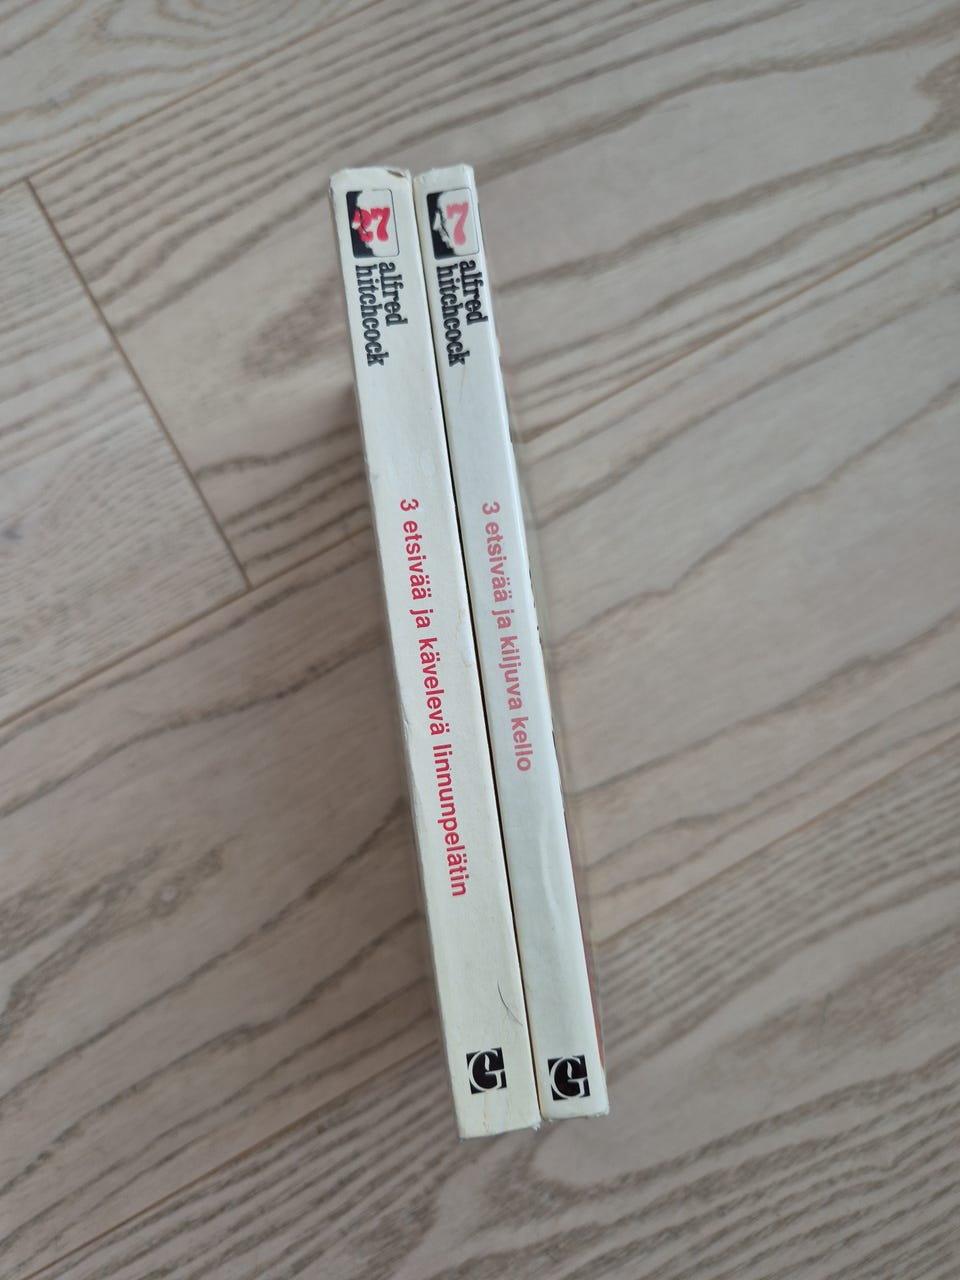 27
alfred
hitchcock
3 etsivää ja kävelevä linnunpelätin
G
7
alfred
hitchcock
3 etsivää ja kiljuva kello
G